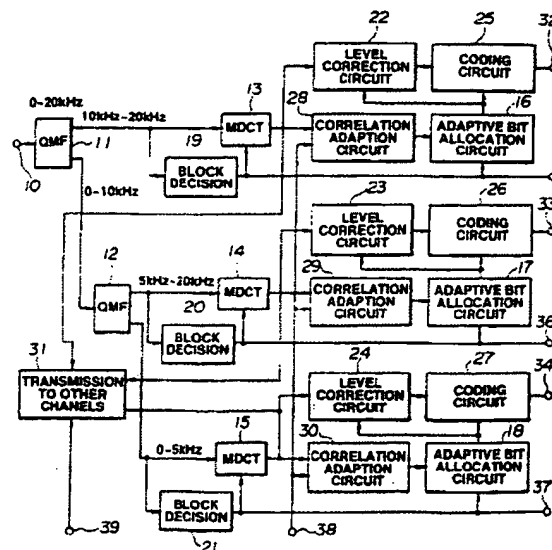 22
25
32
LEVEL
CORRECTION
CIRCUIT
CODING
CIRCUIT
0-20kHz
10kHz-20kHz
13
28
16
QMF
11
19
MDCT
CORRELATION
ADAPTION
CIRCUIT
ADAPTIVE BIT
ALLOCATION
CIRCUIT
10
0-10kHz
BLOCK
DECISION
23
26
33
LEVEL
CORRECTION
CIRCUIT
CODING
CIRCUIT
12
14
29
17
5kHz-20kHz
QMF
20
MDCT
CORRELATION
ADAPTION
CIRCUIT
ADAPTIVE BIT
ALLOCATION
CIRCUIT
31
BLOCK
DECISION
36
24
27
34
TRANSMISSION
TO OTHER
CHANELS
LEVEL
CORRECTION
CIRCUIT
CODING
CIRCUIT
15
30
18
0-5kHz
MDCT
CORRELATION
ADAPTION
CIRCUIT
ADAPTIVE BIT
ALLOCATION
CIRCUIT
BLOCK
DECISION
37
39
21
38